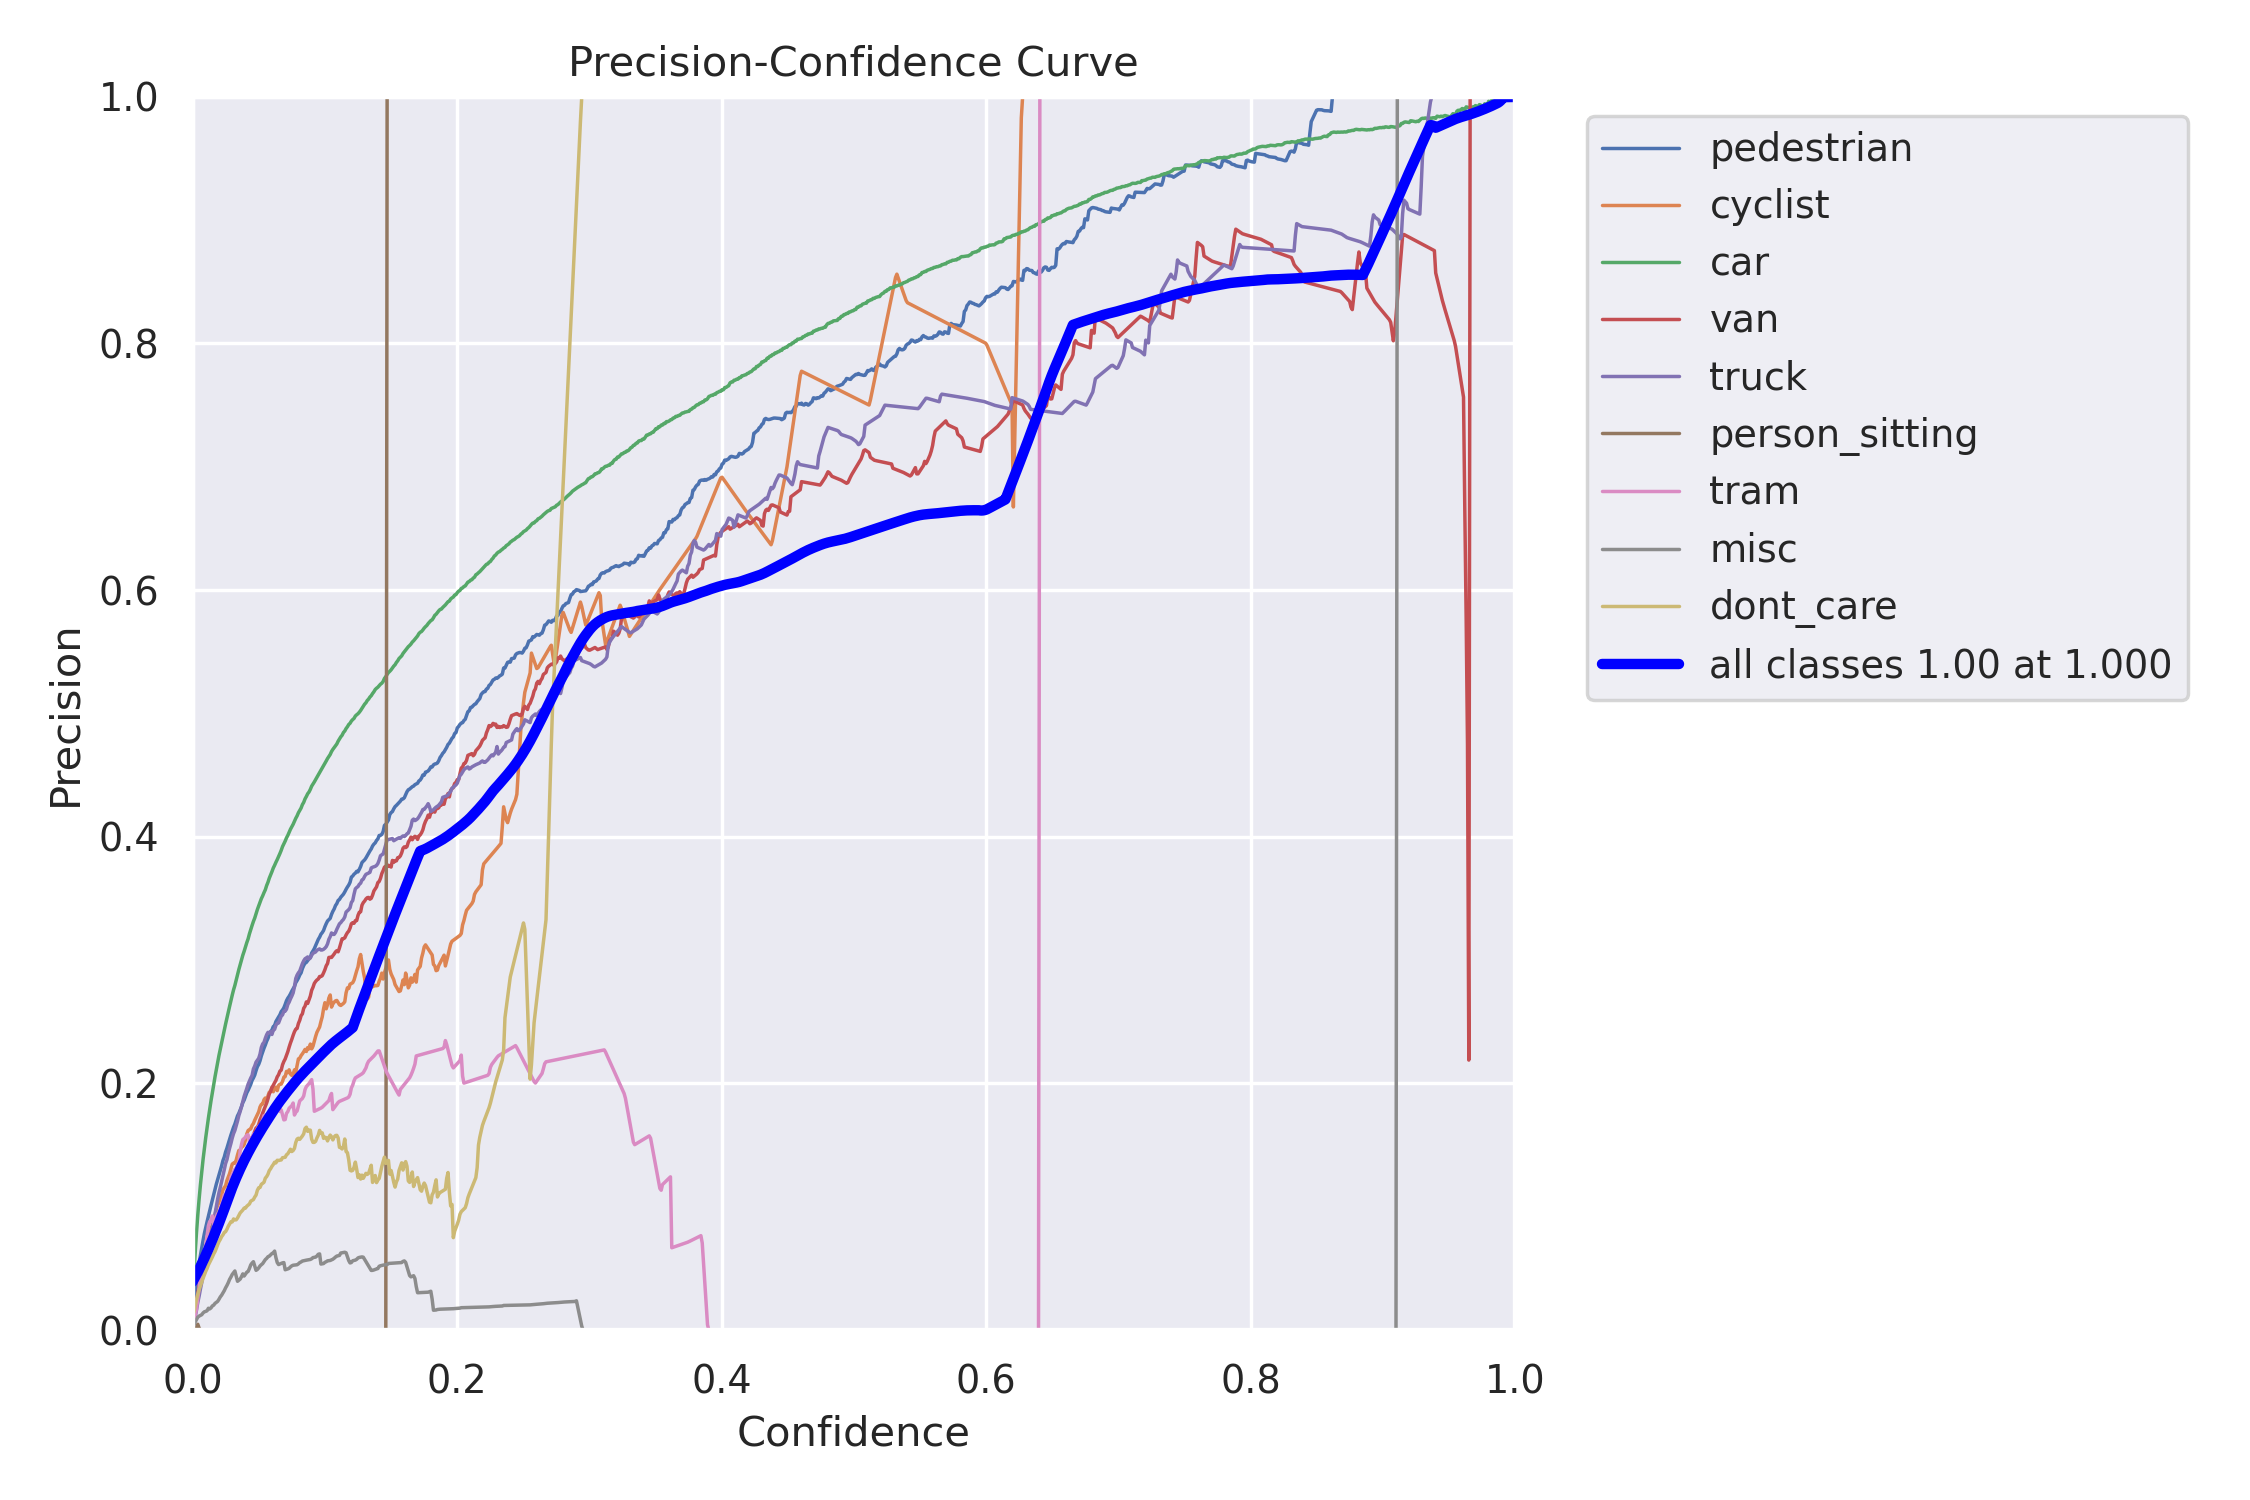 Precision-Confidence Curve
1.0
0.8
0.6
0.4
0.2
0.0
Precision
0.0 0.2 0.4 0.6 0.8 1.0
Confidence
pedestrian
cyclist
car
van
truck
person_sitting
tram
misc
dont_care
all classes 1.00 at 1.000